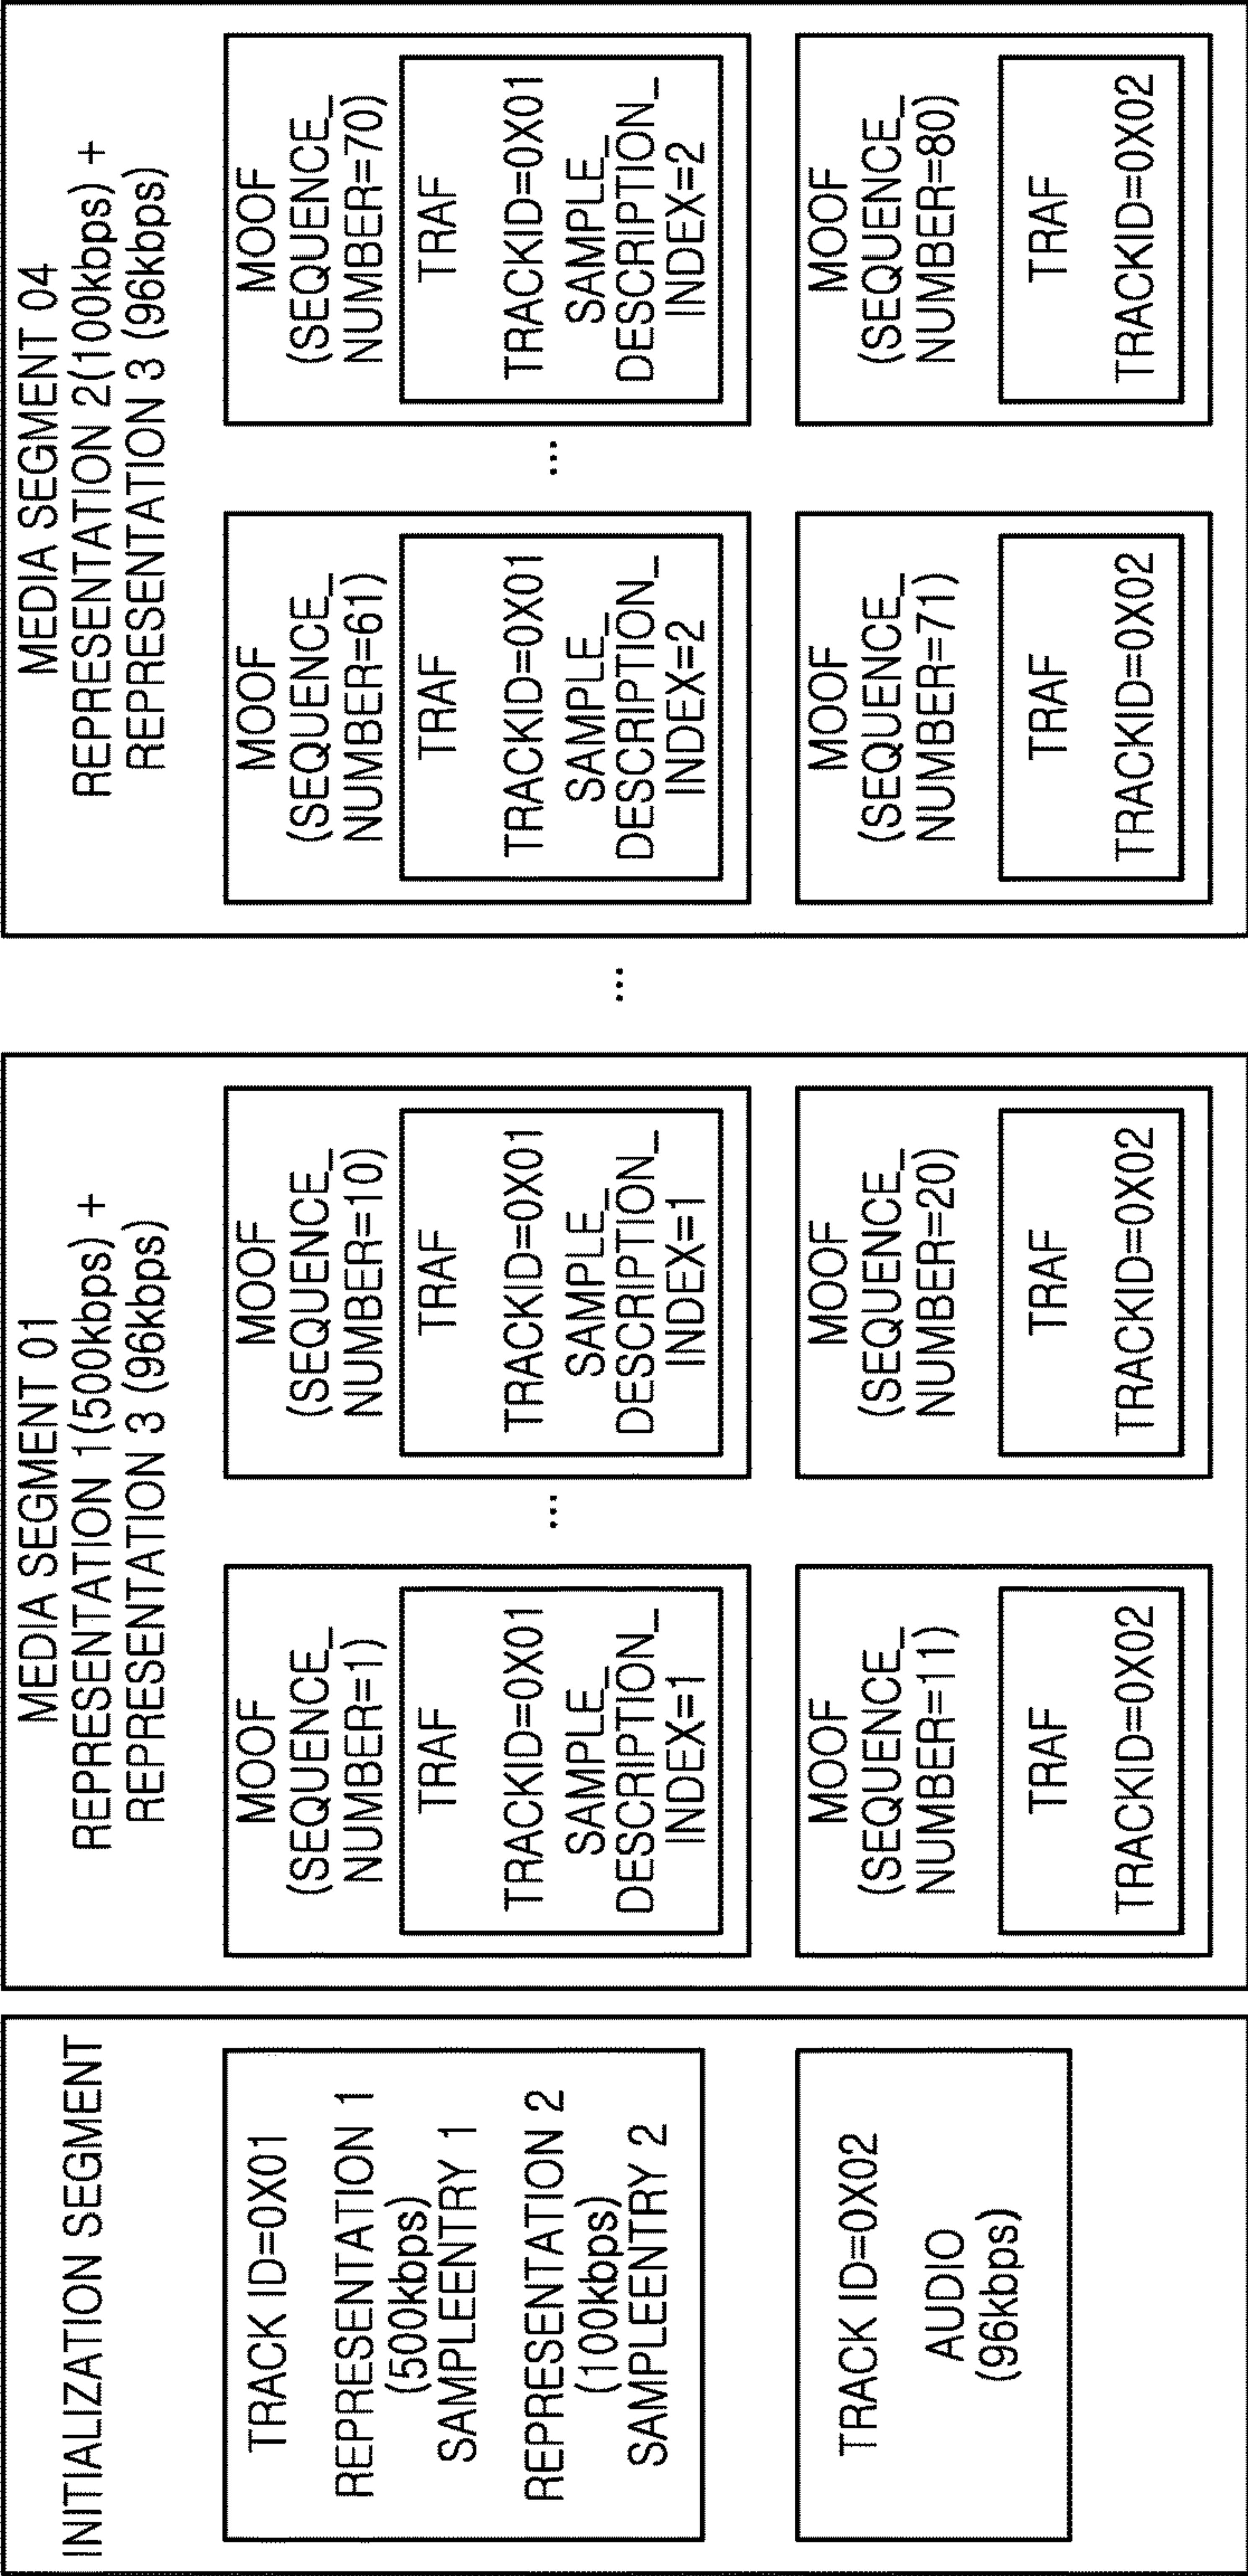 INITIALIZATION SEGMENT
TRACK ID=0X01
REPRESENTATION 1
(500kbps)
SAMPLEENTRY 1
REPRESENTATION 2
(100kbps)
SAMPLEENTRY 2
TRACK ID=0X02
AUDIO
(96kbps)
MEDIA SEGMENT 01
REPRESENTATION 1(500kbps) +
REPRESENTATION 3 (96kbps)
MOOF
(SEQUENCE_
NUMBER=1)
TRAF
TRACKID=0X01
SAMPLE_
DESCRIPTION_
INDEX=1
...
MOOF
(SEQUENCE_
NUMBER=10)
TRAF
TRACKID=0X01
SAMPLE_
DESCRIPTION_
INDEX=1
MOOF
(SEQUENCE_
NUMBER=11)
TRAF
TRACKID=0X02
MOOF
(SEQUENCE_
NUMBER=20)
TRAF
TRACKID=0X02
...
MEDIA SEGMENT 04
REPRESENTATION 2(100kbps) +
REPRESENTATION 3 (96kbps)
MOOF
(SEQUENCE_
NUMBER=61)
TRAF
TRACKID=0X01
SAMPLE_
DESCRIPTION_
INDEX=2
...
MOOF
(SEQUENCE_
NUMBER=70)
TRAF
TRACKID=0X01
SAMPLE_
DESCRIPTION_
INDEX=2
MOOF
(SEQUENCE_
NUMBER=71)
TRAF
TRACKID=0X02
MOOF
(SEQUENCE_
NUMBER=80)
TRAF
TRACKID=0X02